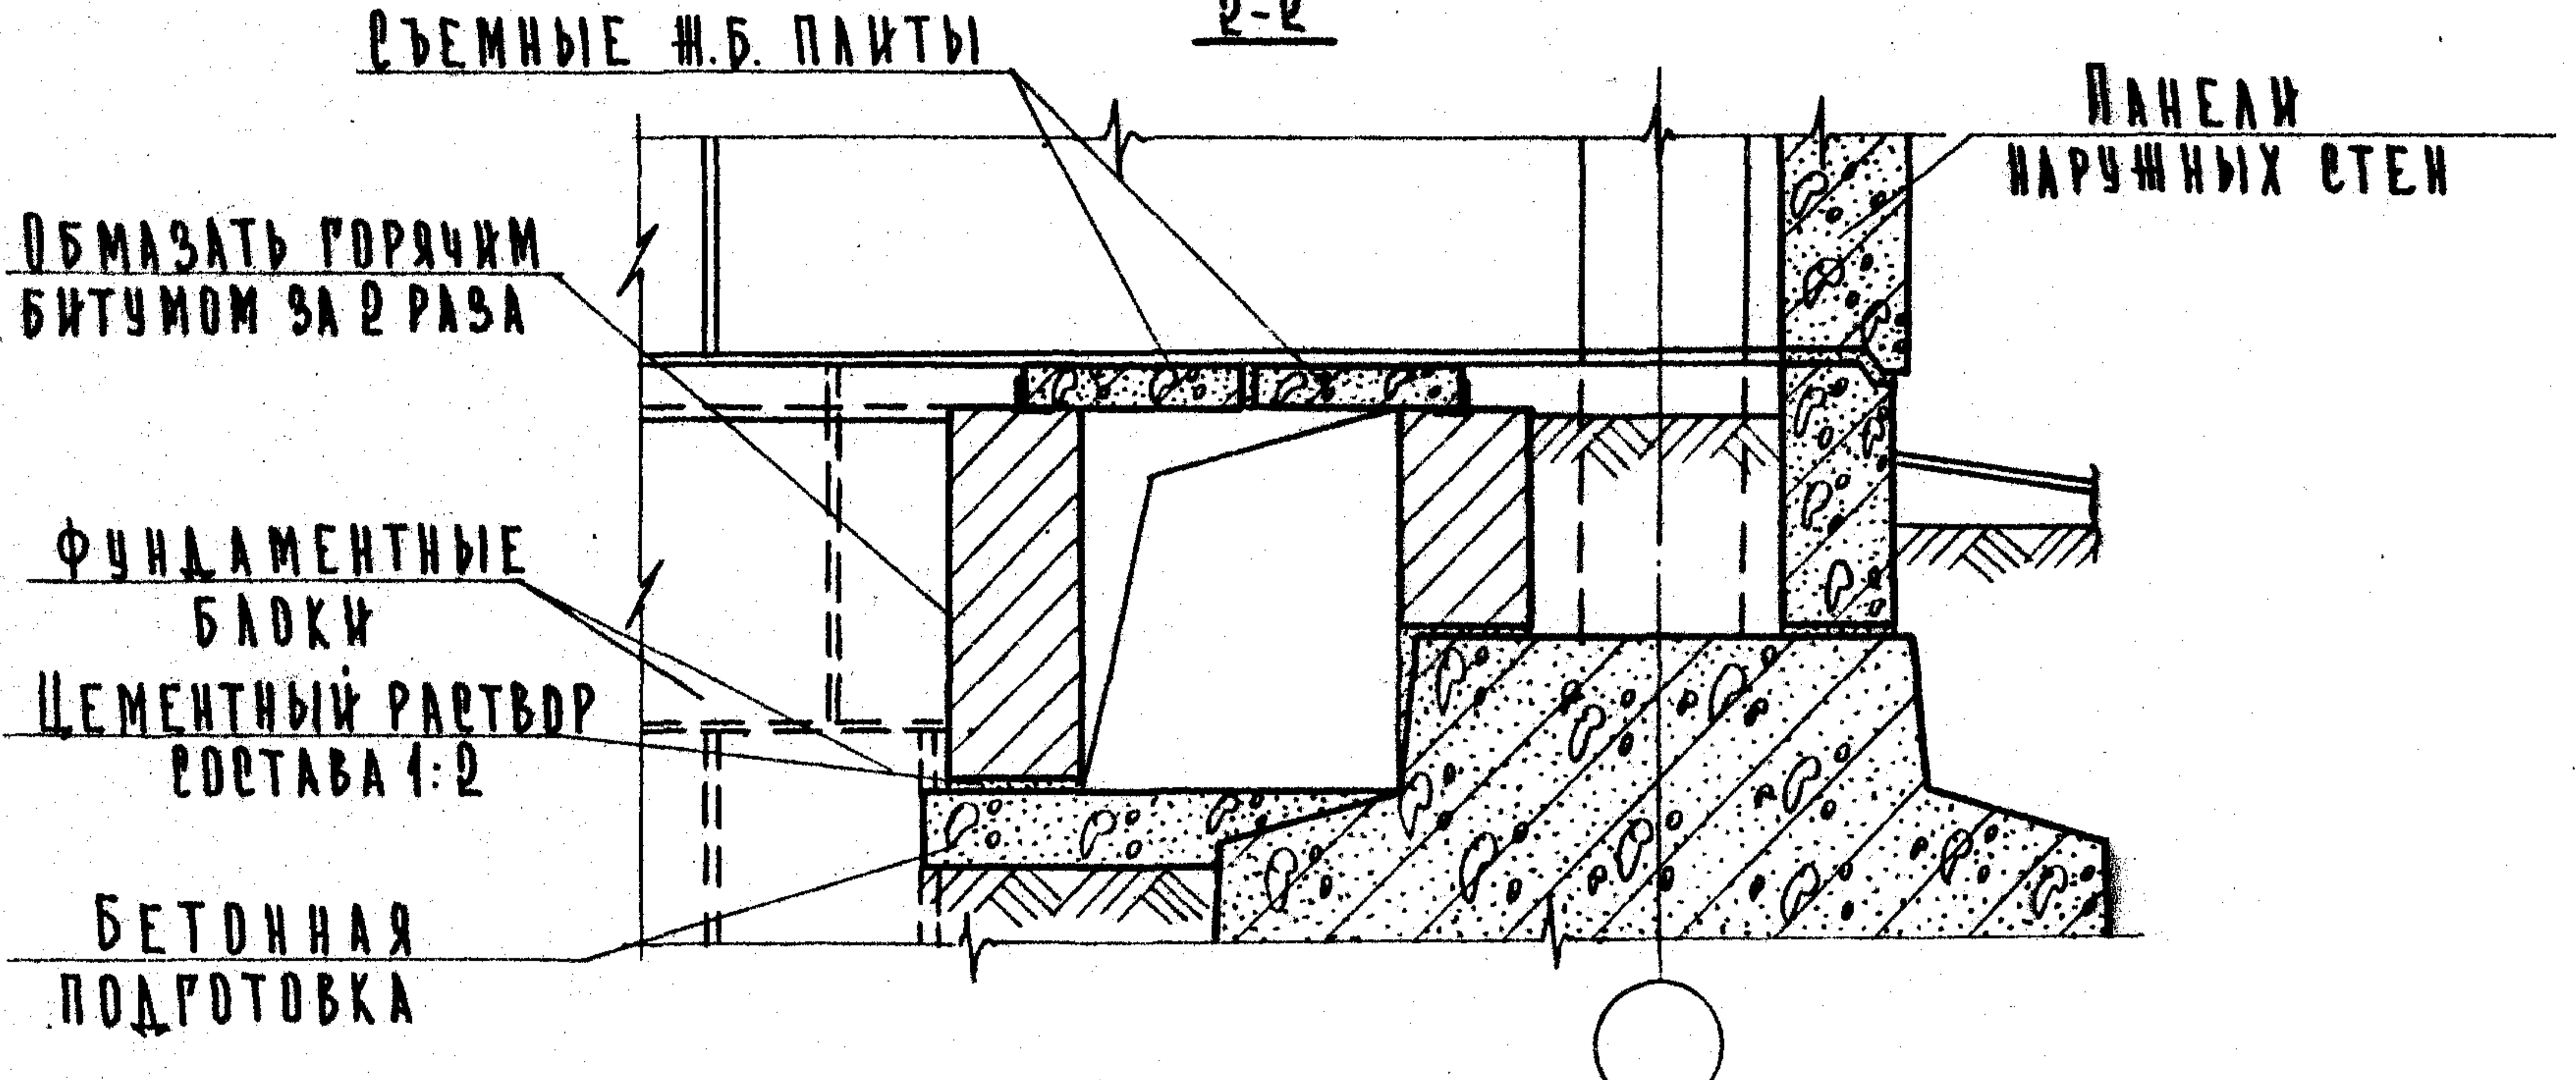 2-2
СЪЕМНЫЕ Ж.Б. ПЛИТЫ
ПАНЕЛИ
НАРУЖНЫХ СТЕН
ОБМАЗАТЬ ГОРЯЧИМ
БИТУМОМ ЗА 2 РАЗА
ФУНДАМЕНТНЫЕ
БЛОКИ
ЦЕМЕНТНЫЙ РАСТВОР
СОСТАВА 1:2
БЕТОННАЯ
ПОДГОТОВКА